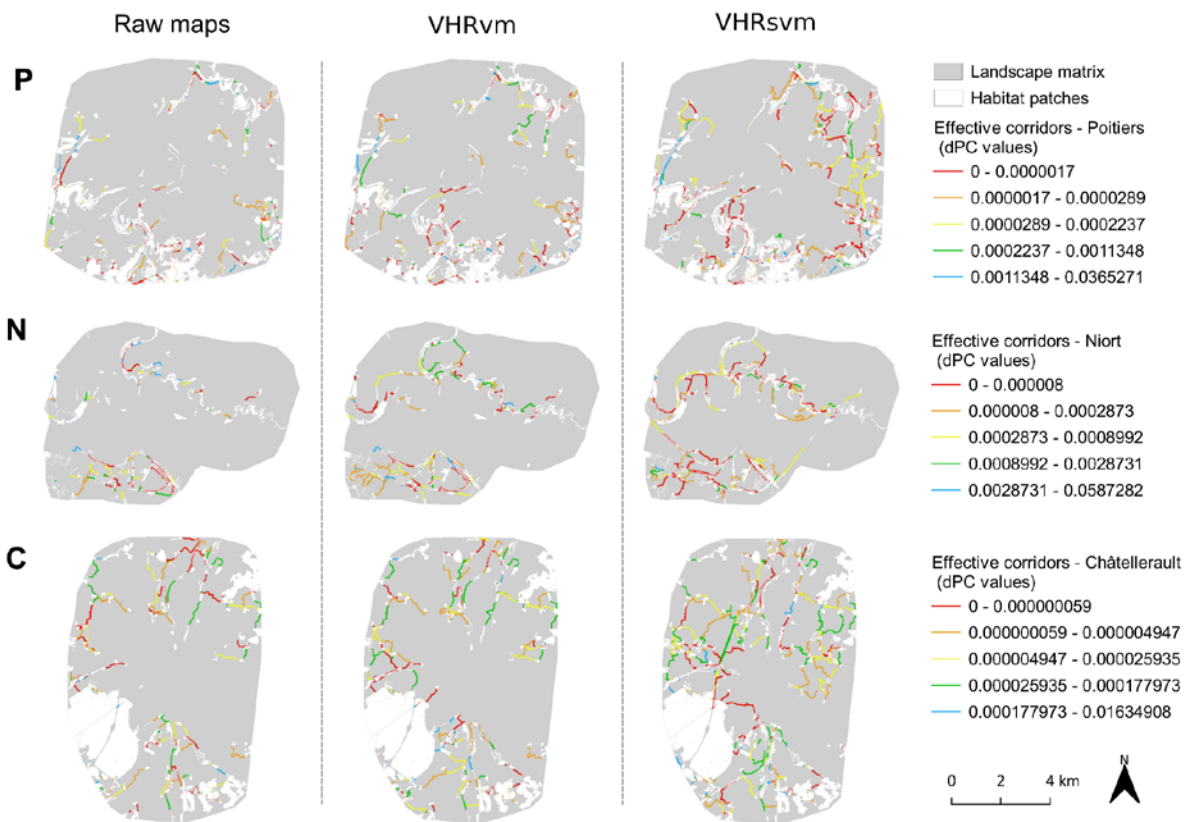 Raw maps
VHRvm
VHRsvm
P
Landscape matrix
Habitat patches
Effective corridors - Poitiers
(dPC values)
0 - 0.0000017
0.0000017 - 0.0000289
0.0000289 - 0.0002237
0.0002237 - 0.0011348
0.0011348 - 0.0365271
N
Effective corridors - Niort
(dPC values)
0 - 0.000008
0.000008 - 0.0002873
0.0002873 - 0.0008992
0.0008992 - 0.0028731
0.0028731 - 0.0587282
C
Effective corridors - Châtellerault
(dPC values)
0 - 0.000000059
0.000000059 - 0.000004947
0.000004947 - 0.000025935
0.000025935 - 0.000177973
0.000177973 - 0.01634908
N
0 2 4 km